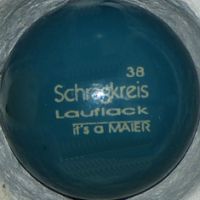 38
Schrägkreis
Lauflack
it's a MAIER